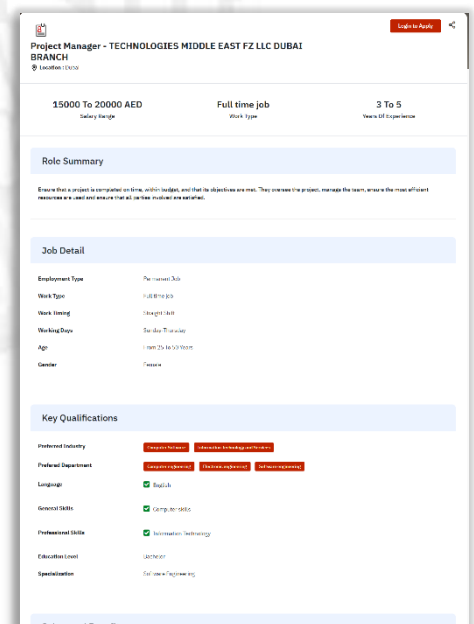 Login to Apply
Project Manager - TECHNOLOGIES MIDDLE EAST FZ LLC DUBAI
BRANCH
Location : Dubai
15000 To 20000 AED
Full time job
3 To 5
Salary Range
Work Type
Years Of Experience
Role Summary
Ensure that a project is completed on time, within budget, and that its objectives are met. They oversee the project, manage the team, ensure the most efficient
resources are used and ensure that all parties involved are satisfied.
Job Detail
Employment Type Permanent Job
Work Type Full time job
Work Timing Straight Shift
Working Days Sunday-Thursday
Age From 25 To 50 Years
Gender Female
Key Qualifications
Preferred Industry Computer Software Information Technology and Services
Prefered Department Computer engineering Electronic engineering Software engineering
Language English
General Skills Computer skills
Professional Skills Information Technology
Education Level Bachelor
Specialization Software Engineering